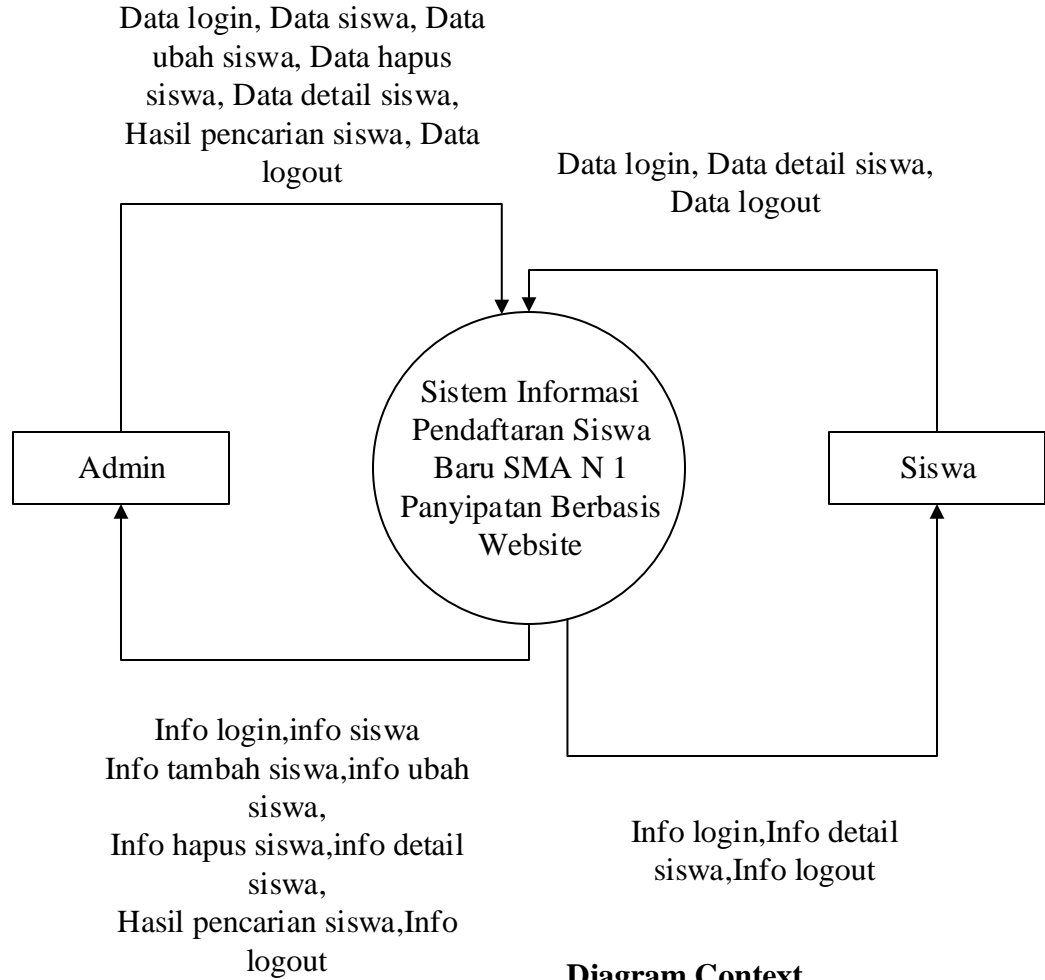 Data login, Data siswa, Data
ubah siswa, Data hapus
siswa, Data detail siswa,
Hasil pencarian siswa, Data
logout
Data login, Data detail siswa,
Data logout
Sistem Informasi
Pendaftaran Siswa
Baru SMA N 1
Panyipatan Berbasis
Website
Admin
Siswa
Info login,info siswa
Info tambah siswa,info ubah
siswa,
Info hapus siswa,info detail
siswa,
Hasil pencarian siswa,Info
logout
Info login,Info detail
siswa,Info logout
Diagram Context